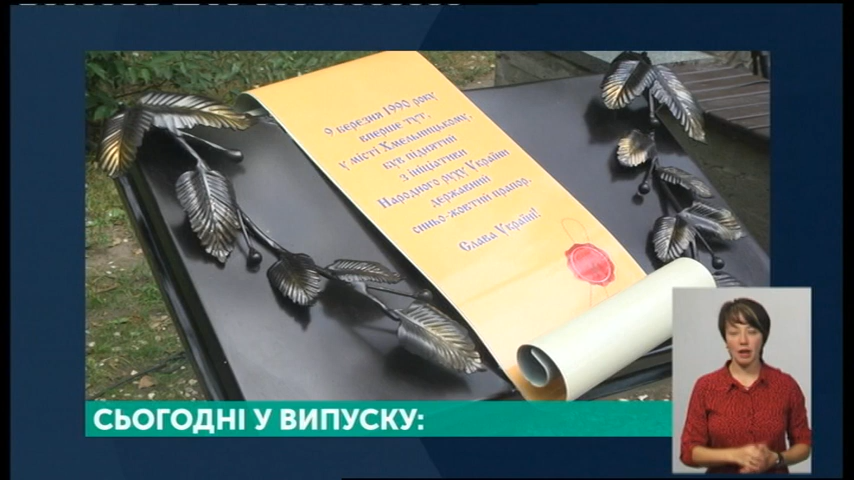 9 березня 1990 року
вперше тут,
у місті Хмельницькому,
був піднятий
з ініціативи
Народного руху України
державний
синьо-жовтий прапор.
Слава Україні!
СЬОГОДНІ У ВИПУСКУ: